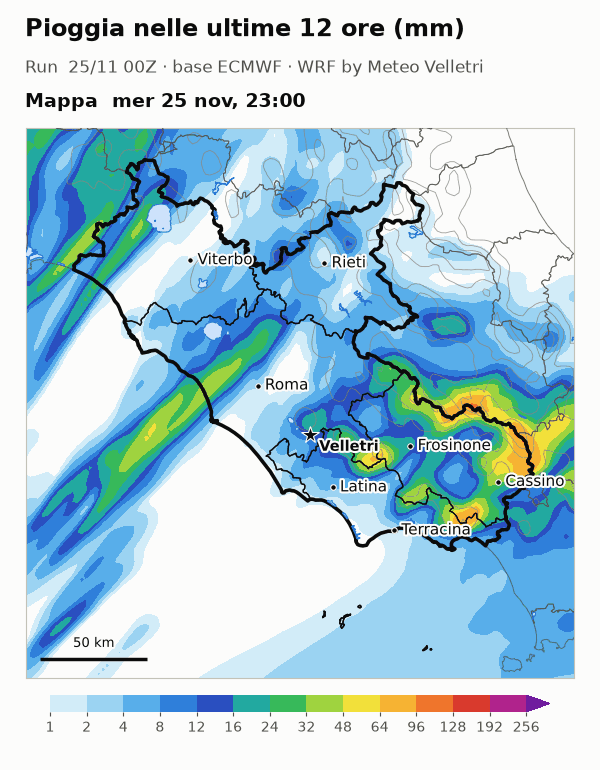 Pioggia nelle ultime 12 ore (mm)
Run  25/11 00Z · base ECMWF · WRF by Meteo Velletri
Mappa  mer 25 nov, 23:00
Viterbo
Rieti
Roma
Velletri
Frosinone
Latina
Cassino
Terracina
50 km
1 2 4 8 12 16 24 32 48 64 96 128 192 256